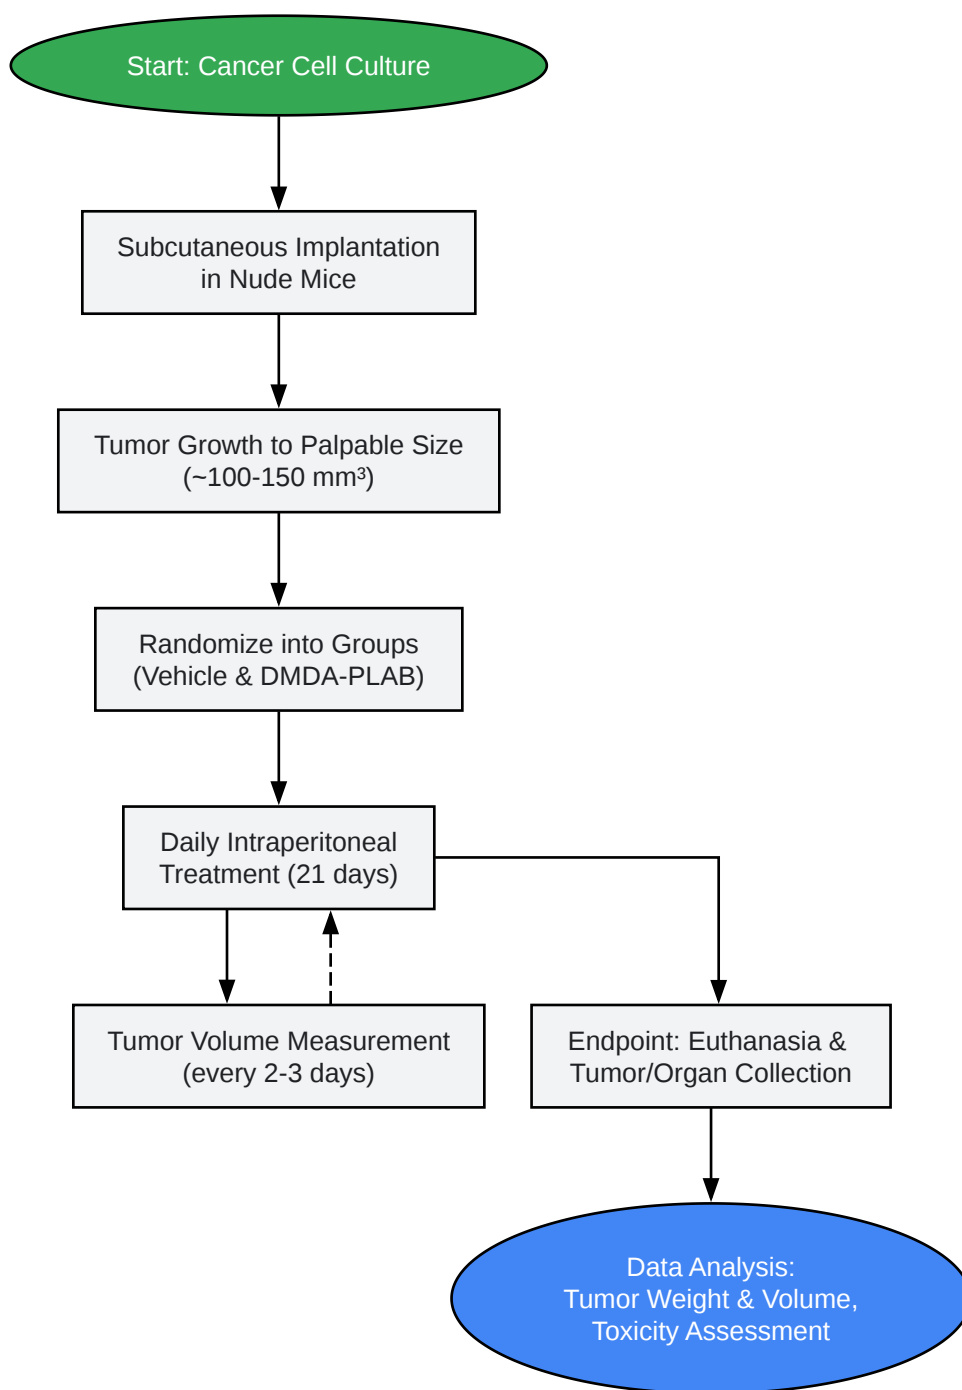 Start: Cancer Cell Culture
Subcutaneous Implantation
in Nude Mice
Tumor Growth to Palpable Size
(~100-150 mm³)
Randomize into Groups
(Vehicle & DMDA-PLAB)
Daily Intraperitoneal
Treatment (21 days)
Tumor Volume Measurement
(every 2-3 days)
Endpoint: Euthanasia &
Tumor/Organ Collection
Data Analysis:
Tumor Weight & Volume,
Toxicity Assessment